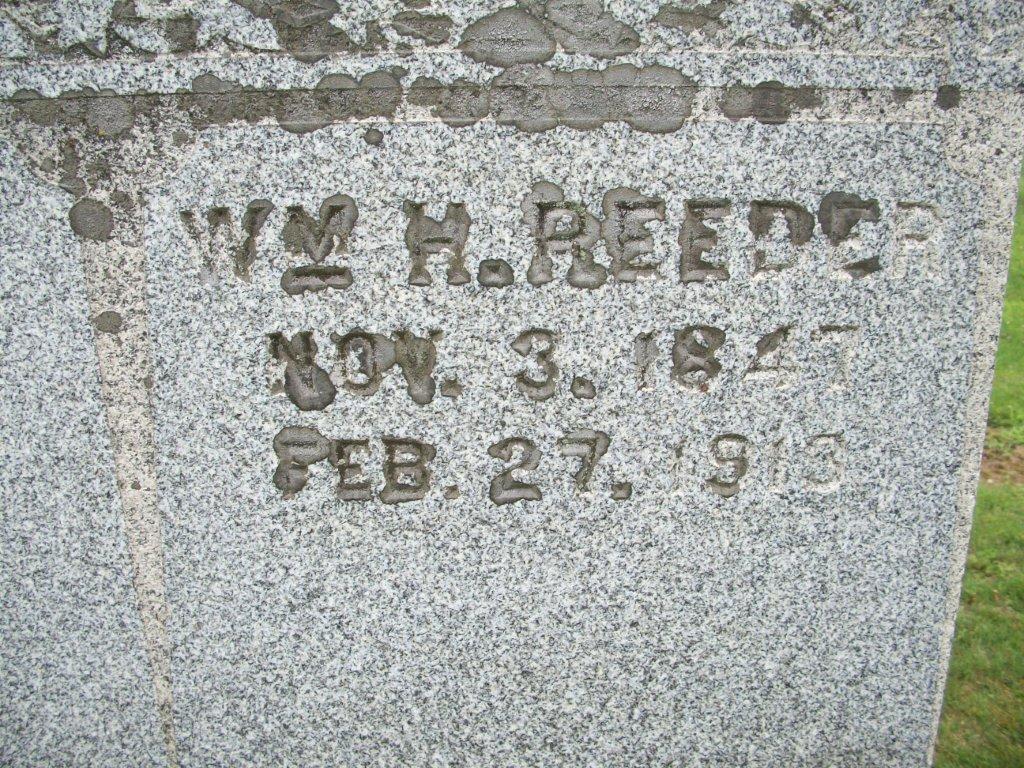 WM H. REEDER
NOV. 3. 1847
FEB. 27. 1913